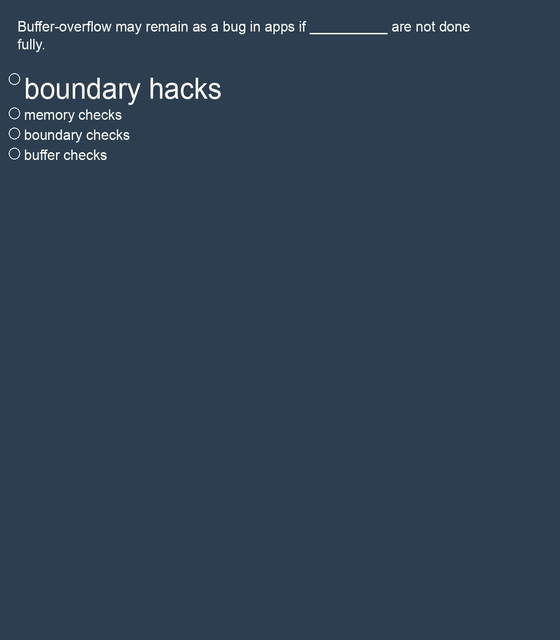 Buffer-overflow may remain as a bug in apps if __________ are not done
fully.
boundary hacks
memory checks
boundary checks
buffer checks